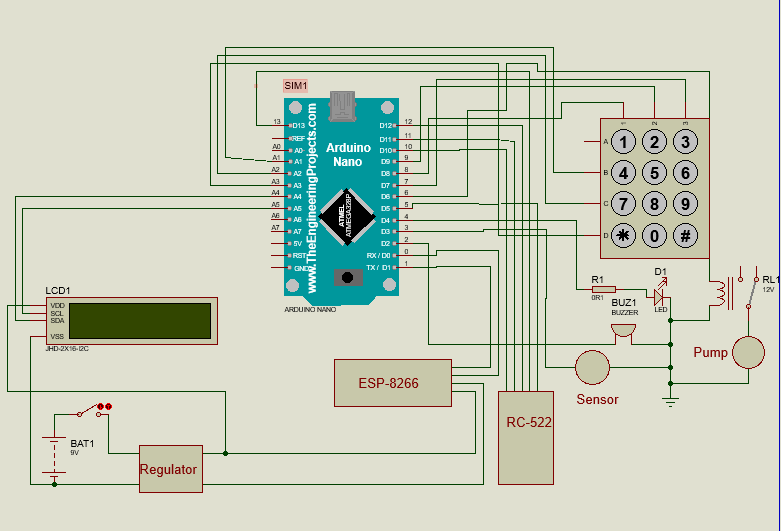 SIM1
www.TheEngineeringProjects.com
Arduino
Nano
ATMEL
ATMEGA328P
13
D13
REF
A0
A0
A1
A1
A2
A2
A3
A3
A4
A4
A5
A5
A6
A6
A7
A7
5V
RST
GND
D12
12
D11
11
D10
10
D9
9
D8
8
D7
7
D6
6
D5
5
D4
4
D3
3
D2
2
RX / D0
0
TX / D1
1
ARDUINO NANO
1
2
3
A
1 2 3
B
4 5 6
C
7 8 9
D
* 0 #
LCD1
VDD
SCL
SDA
VSS
JHD-2X16-I2C
R1
0R1
D1
LED
BUZ1
BUZZER
RL1
12V
Pump
Sensor
ESP-8266
RC-522
BAT1
9V
Regulator